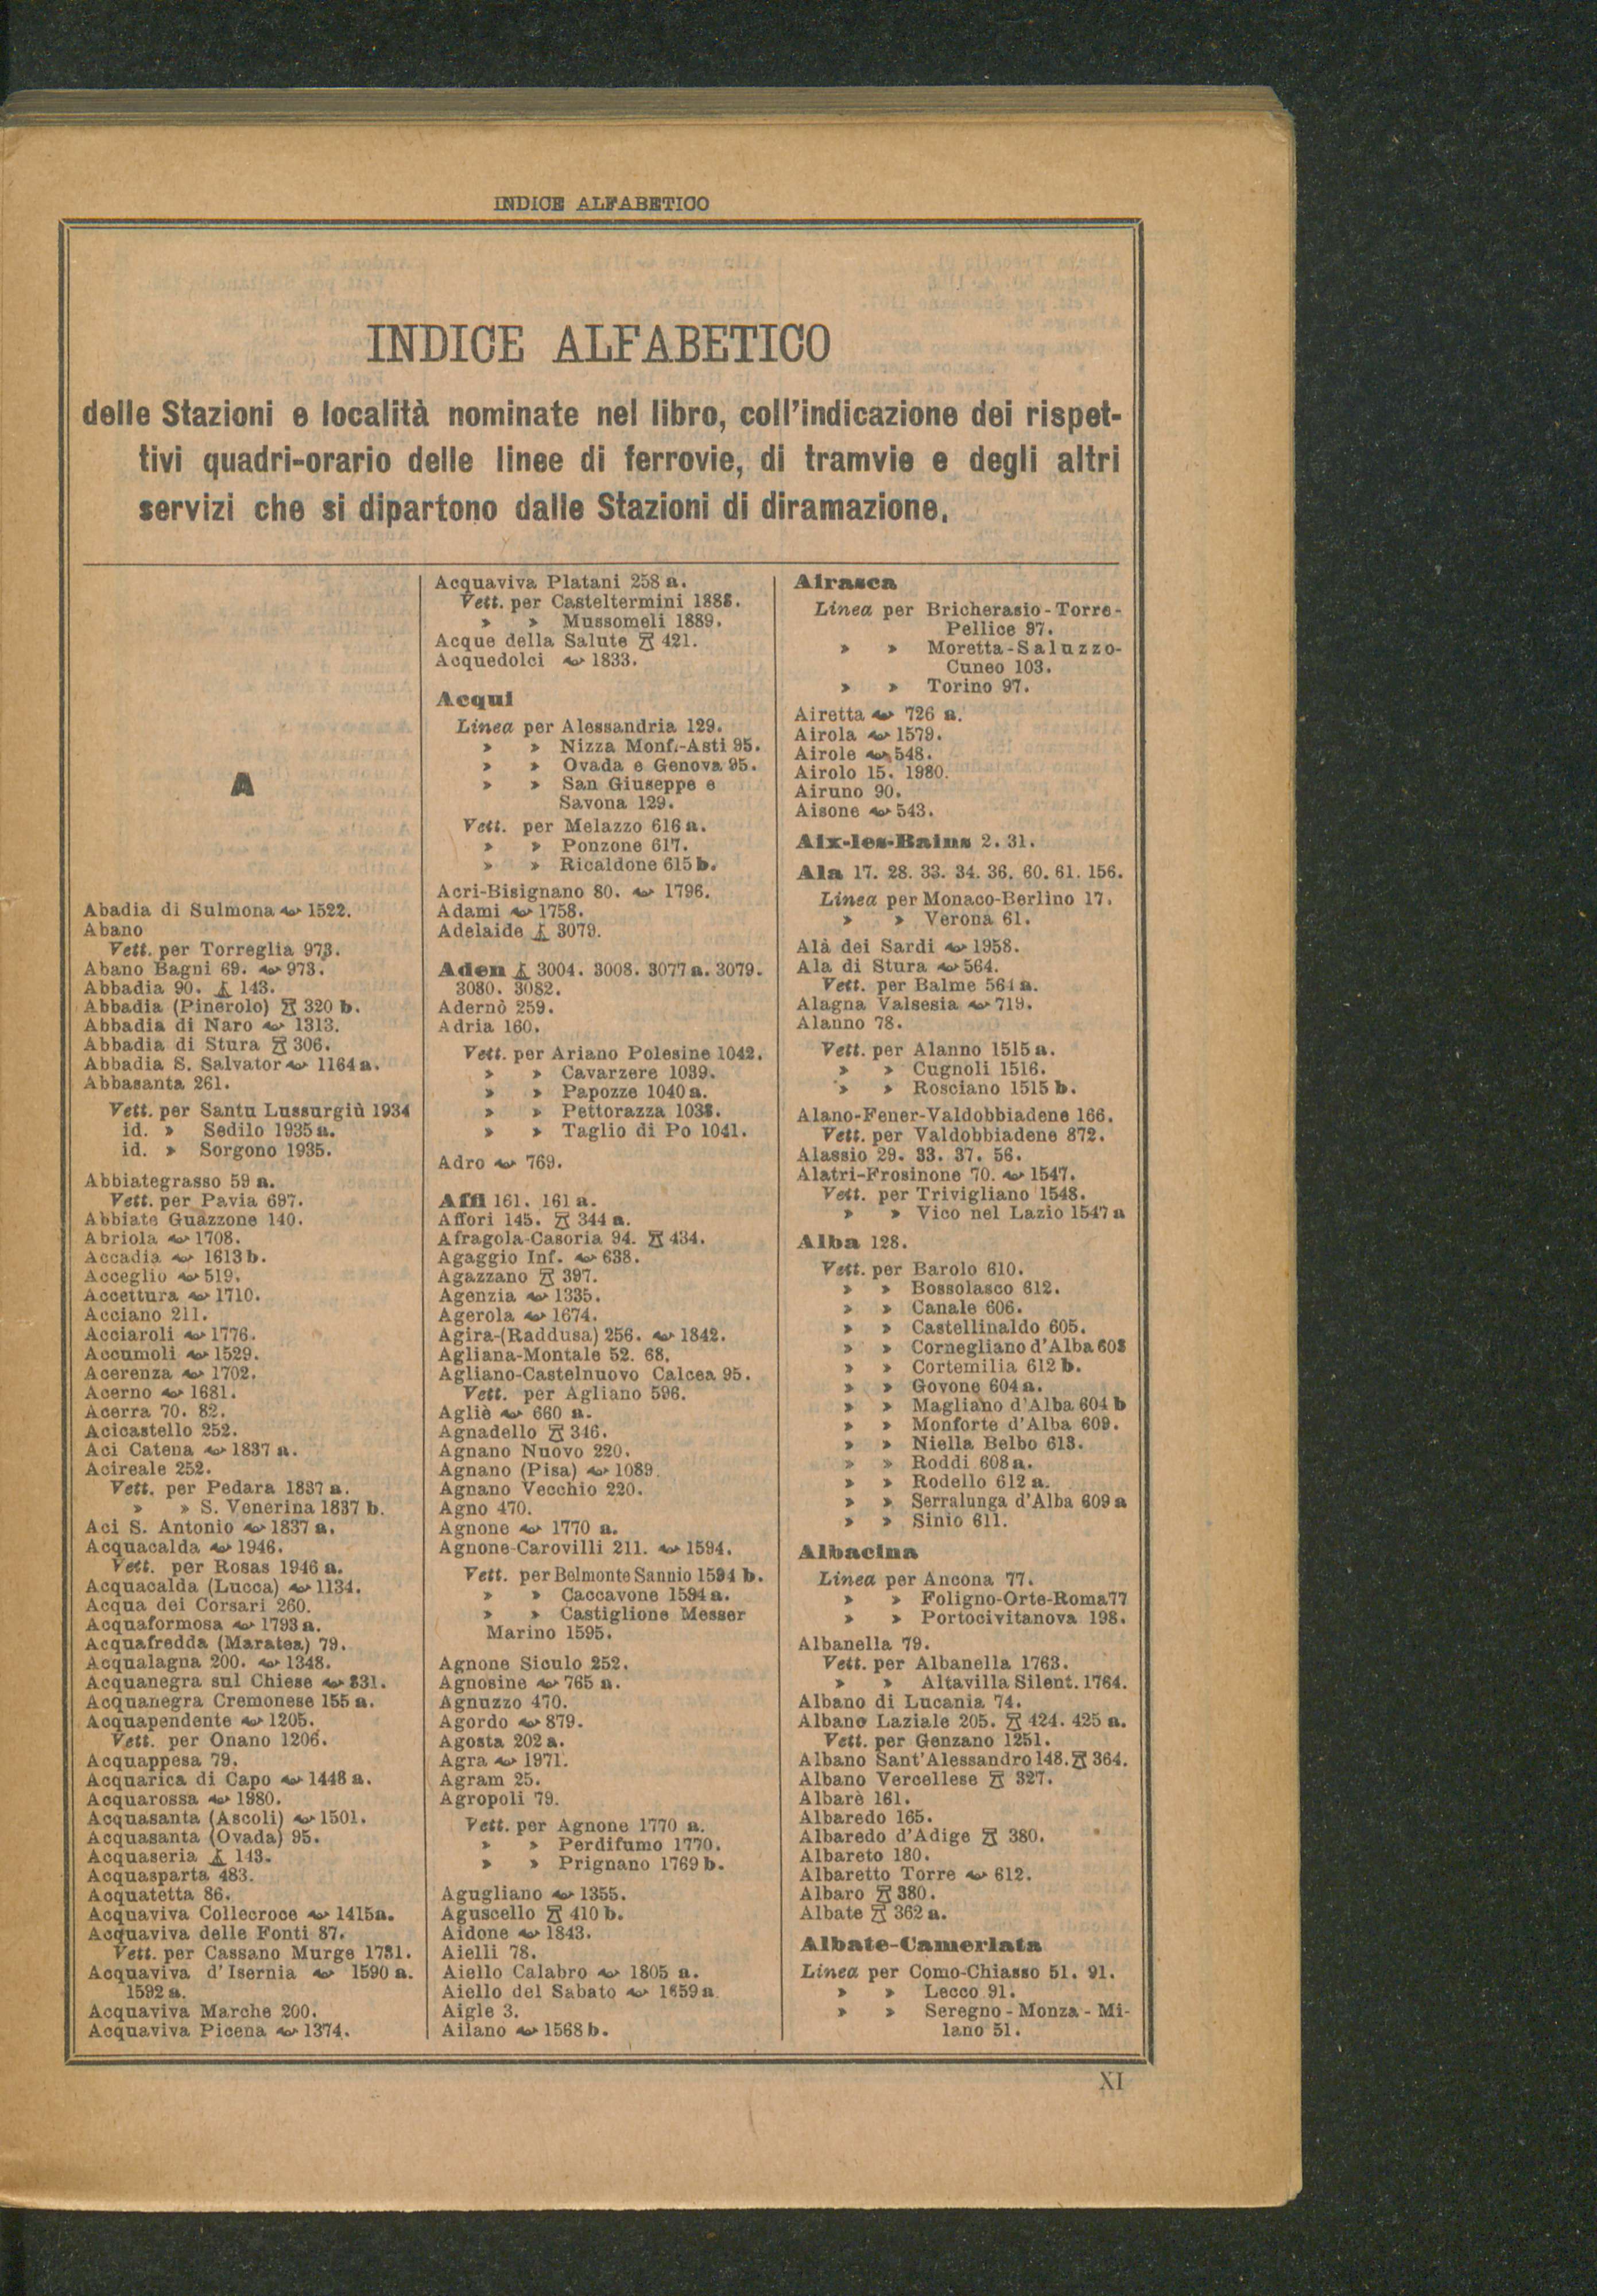 INDICE ALFABETICO
INDICE ALFABETICO
delle Stazioni e località nominate nel libro, coll'indicazione dei rispet-
tivi quadri-orario delle linee di ferrovie, di tramvie e degli altri
servizi che si dipartono dalle Stazioni di diramazione.
A
Abadia di Sulmona 1522.
Abano
Vett. per Torreglia 973.
Abano Bagni 69. 973.
Abbadia 90. 143.
Abbadia (Pinerolo) 320 b.
Abbadia di Naro 1313.
Abbadia di Stura 306.
Abbadia S. Salvator 1164 a.
Abbasanta 261.
Vett. per Santu Lussurgiù 1934
id. » Sedilo 1935 a.
id. » Sorgono 1935.
Abbiategrasso 59 a.
Vett. per Pavia 697.
Abbiate Guazzone 140.
Abriola 1708.
Accadia 1613 b.
Acceglio 519.
Accettura 1710.
Acciano 211.
Acciaroli 1776.
Accumoli 1529.
Acerenza 1702.
Acerno 1681.
Acerra 70. 82.
Acicastello 252.
Aci Catena 1837 a.
Acireale 252.
Vett. per Pedara 1837 a.
» » S. Venerina 1837 b.
Aci S. Antonio 1837 a.
Acquacalda 1946.
Vett. per Rosas 1946 a.
Acquacalda (Lucca) 1134.
Acqua dei Corsari 260.
Acquaformosa 1793 a.
Acquafredda (Maratea) 79.
Acqualagna 200. 1348.
Acquanegra sul Chiese 831.
Acquanegra Cremonese 155 a.
Acquapendente 1205.
Vett. per Onano 1206.
Acquappesa 79.
Acquarica di Capo 1448 a.
Acquarossa 1980.
Acquasanta (Ascoli) 1501.
Acquasanta (Ovada) 95.
Acquaseria 143.
Acquasparta 483.
Acquatetta 86.
Acquaviva Collecroce 1415a.
Acquaviva delle Fonti 87.
Vett. per Cassano Murge 1731.
Acquaviva d'Isernia 1590 a.
1592 a.
Acquaviva Marche 200.
Acquaviva Picena 1374.
Acquaviva Platani 258 a.
Vett. per Casteltermini 1888.
» » Mussomeli 1889.
Acque della Salute 421.
Acquedolci 1833.
Acqui
Linea per Alessandria 129.
» » Nizza Monf.-Asti 95.
» » Ovada e Genova 95.
» » San Giuseppe e
Savona 129.
Vett. per Melazzo 616 a.
» » Ponzone 617.
» » Ricaldone 615 b.
Acri-Bisignano 80. 1796.
Adami 1758.
Adelaide 3079.
Aden 3004. 3008. 3077 a. 3079.
3080. 3082.
Adernò 259.
Adria 160.
Vett. per Ariano Polesine 1042.
» » Cavarzere 1039.
» » Papozze 1040 a.
» » Pettorazza 1038.
» » Taglio di Po 1041.
Adro 769.
Affi 161. 161 a.
Affori 145. 344 a.
Afragola-Casoria 94. 434.
Agaggio Inf. 638.
Agazzano 397.
Agenzia 1335.
Agerola 1674.
Agira-(Raddusa) 256. 1842.
Agliana-Montale 52. 68.
Agliano-Castelnuovo Calcea 95.
Vett. per Agliano 596.
Agliè 660 a.
Agnadello 346.
Agnano Nuovo 220.
Agnano (Pisa) 1089.
Agnano Vecchio 220.
Agno 470.
Agnone 1770 a.
Agnone-Carovilli 211. 1594.
Vett. per Belmonte Sannio 1594 b.
» » Caccavone 1594 a.
» » Castiglione Messer
Marino 1595.
Agnone Siculo 252.
Agnosine 765 a.
Agnuzzo 470.
Agordo 879.
Agosta 202 a.
Agra 1971.
Agram 25.
Agropoli 79.
Vett. per Agnone 1770 a.
» » Perdifumo 1770.
» » Prignano 1769 b.
Agugliano 1355.
Aguscello 410 b.
Aidone 1843.
Aielli 78.
Aiello Calabro 1805 a.
Aiello del Sabato 1659 a
Aigle 3.
Ailano 1568 b.
Airasca
Linea per Bricherasio-Torre-
Pellice 97.
» » Moretta-Saluzzo-
Cuneo 103.
» » Torino 97.
Airetta 726 a.
Airola 1579.
Airole 548.
Airolo 15. 1980.
Airuno 90.
Aisone 543.
Aix-les-Bains 2. 31.
Ala 17. 28. 33. 34. 36. 60. 61. 156.
Linea per Monaco-Berlino 17.
» » Verona 61.
Alà dei Sardi 1958.
Ala di Stura 564.
Vett. per Balme 564 a.
Alagna Valsesia 719.
Alanno 78.
Vett. per Alanno 1515 a.
» » Cugnoli 1516.
» » Rosciano 1515 b.
Alano-Fener-Valdobbiadene 166.
Vett. per Valdobbiadene 872.
Alassio 29. 33. 37. 56.
Alatri-Frosinone 70. 1547.
Vett. per Trivigliano 1548.
» » Vico nel Lazio 1547 a
Alba 128.
Vett. per Barolo 610.
» » Bossolasco 612.
» » Canale 606.
» » Castellinaldo 605.
» » Cornegliano d'Alba 608
» » Cortemilia 612 b.
» » Govone 604 a.
» » Magliano d'Alba 604 b
» » Monforte d'Alba 609.
» » Niella Belbo 613.
» » Roddi 608 a.
» » Rodello 612 a.
» » Serralunga d'Alba 609 a
» » Sinio 611.
Albacina
Linea per Ancona 77.
» » Foligno-Orte-Roma77
» » Portocivitanova 198.
Albanella 79.
Vett. per Albanella 1763.
» » Altavilla Silent. 1764.
Albano di Lucania 74.
Albano Laziale 205. 424. 425 a.
Vett. per Genzano 1251.
Albano Sant'Alessandro 148. 364.
Albano Vercellese 327.
Albarè 161.
Albaredo 165.
Albaredo d'Adige 380.
Albareto 180.
Albaretto Torre 612.
Albaro 380.
Albate 362 a.
Albate-Camerlata
Linea per Como-Chiasso 51. 91.
» » Lecco 91.
» » Seregno - Monza - Mi-
lano 51.
XI